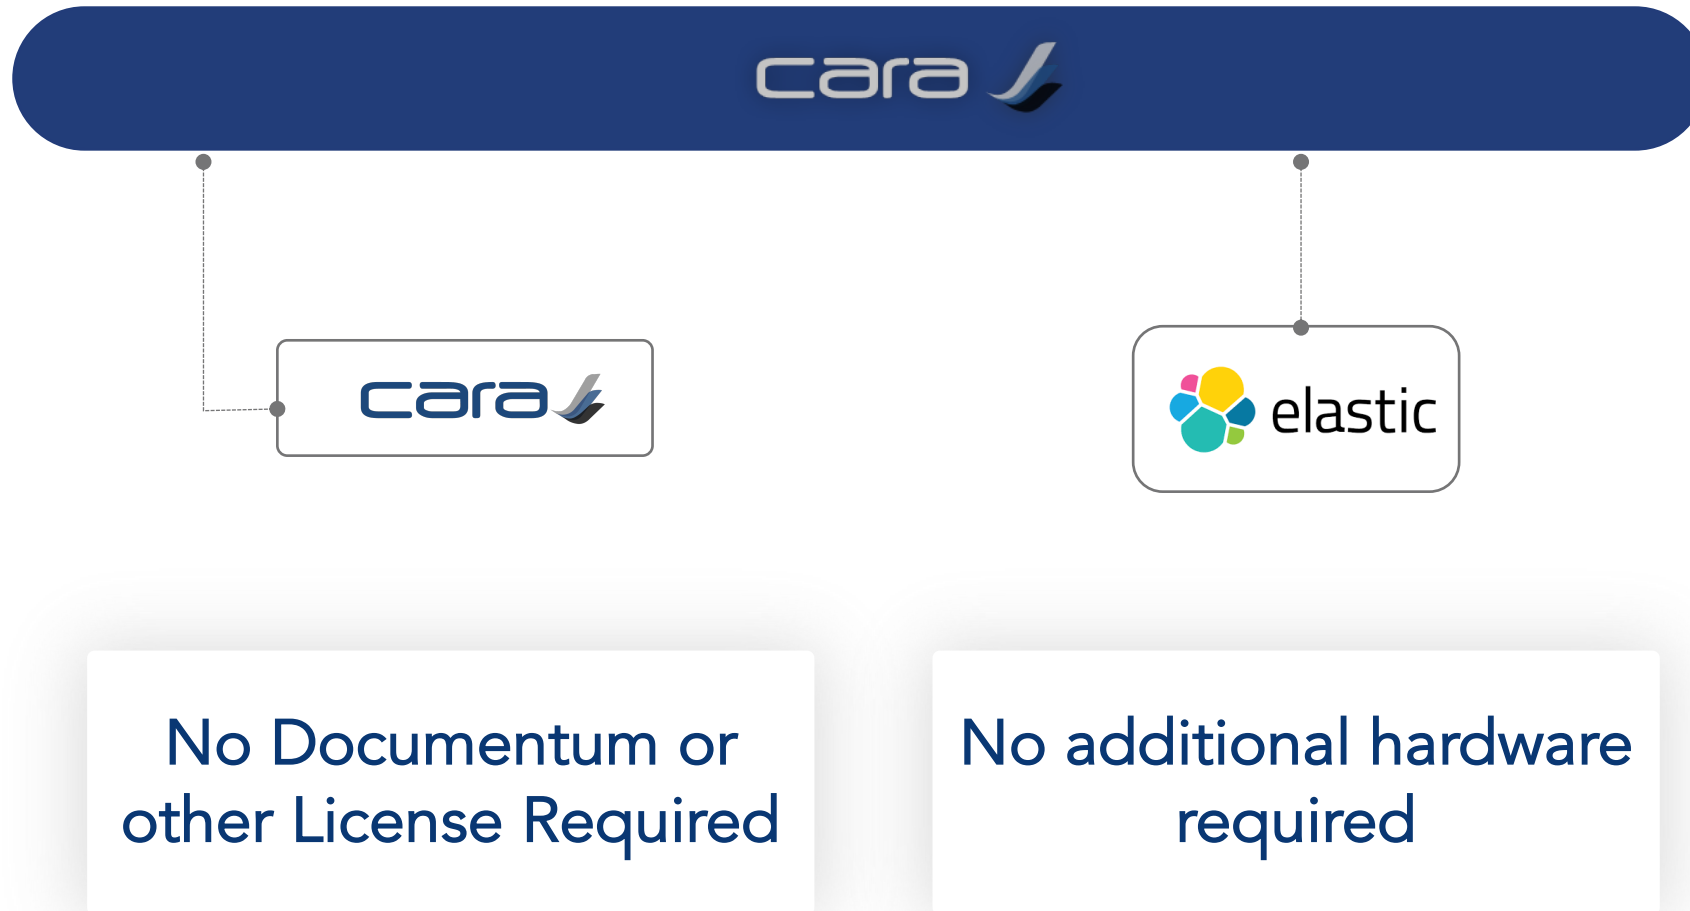 cara
cara
elastic
No Documentum or
other License Required
No additional hardware
required